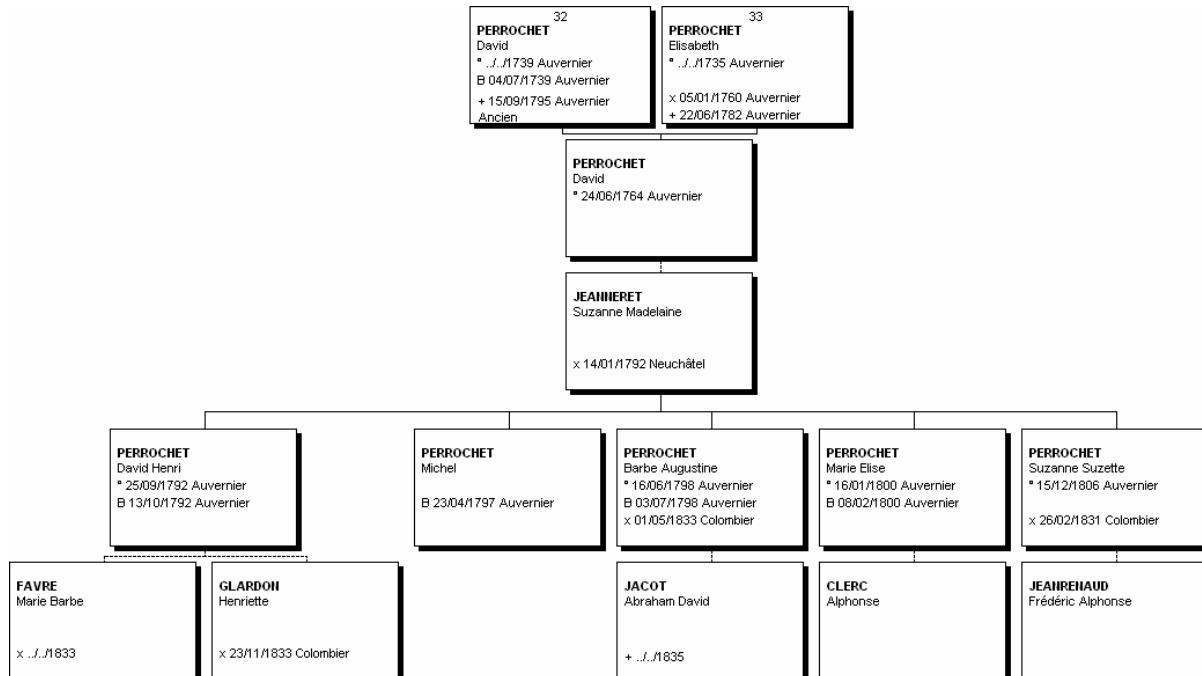 32
PERROCHET
David
° ../../1739 Auvernier
B 04/07/1739 Auvernier
+ 15/09/1795 Auvernier
Ancien
33
PERROCHET
Elisabeth
° ../../1735 Auvernier
x 05/01/1760 Auvernier
+ 22/06/1782 Auvernier
PERROCHET
David
° 24/06/1764 Auvernier
JEANNERET
Suzanne Madelaine
x 14/01/1792 Neuchâtel
PERROCHET
David Henri
° 25/09/1792 Auvernier
B 13/10/1792 Auvernier
PERROCHET
Michel
B 23/04/1797 Auvernier
PERROCHET
Barbe Augustine
° 16/06/1798 Auvernier
B 03/07/1798 Auvernier
x 01/05/1833 Colombier
PERROCHET
Marie Elise
° 16/01/1800 Auvernier
B 08/02/1800 Auvernier
PERROCHET
Suzanne Suzette
° 15/12/1806 Auvernier
x 26/02/1831 Colombier
FAVRE
Marie Barbe
x ../../1833
GLARDON
Henriette
x 23/11/1833 Colombier
JACOT
Abraham David
+ ../../1835
CLERC
Alphonse
JEANRENAUD
Frédéric Alphonse